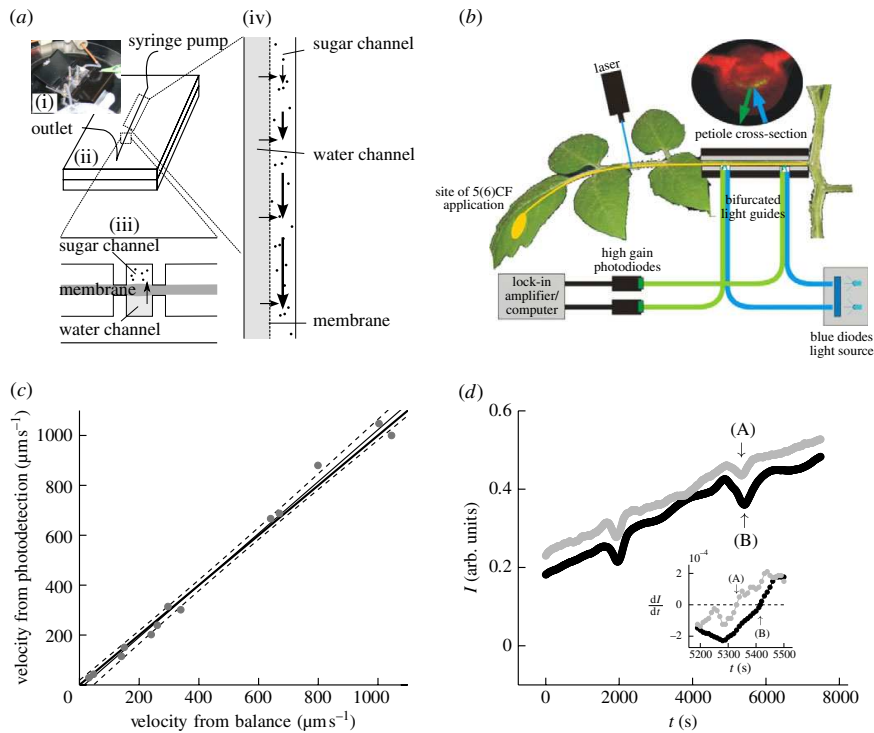 (a)
(iv)
syringe pump
sugar channel
(i)
outlet
(ii)
water channel
(iii)
sugar channel
membrane
water channel
membrane
(b)
laser
petiole cross-section
site of 5(6)CF
application
bifurcated
light guides
high gain
photodiodes
lock-in
amplifier/
computer
blue diodes
light source
(c)
velocity from photodetection (μm s⁻¹)
1000
800
600
400
200
0
200
400
600
800
1000
velocity from balance (μm s⁻¹)
(d)
0.6
0.4
0.2
0
I (arb. units)
(A)
(B)
10⁻⁴
2
0
−2
dI
dt
(A)
(B)
5200
5300
5400
5500
t (s)
0
2000
4000
6000
8000
t (s)